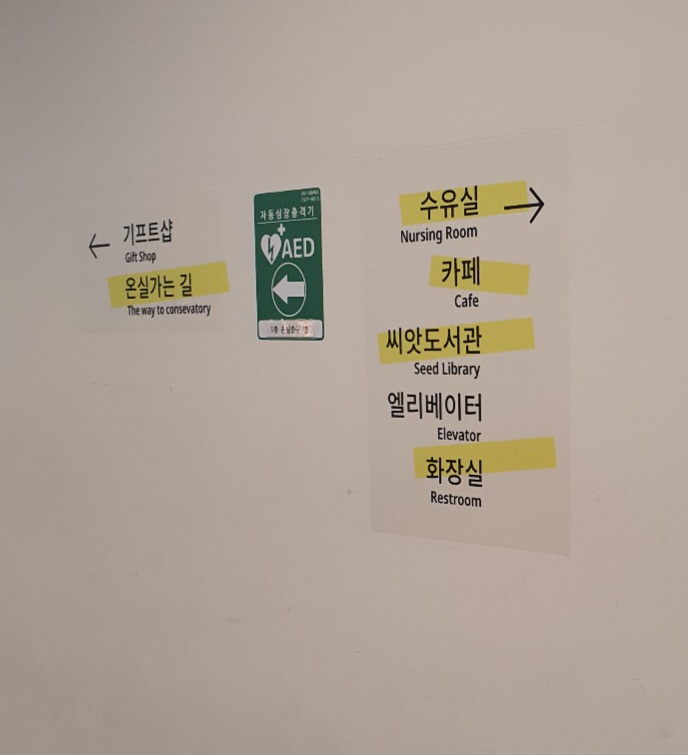 기프트샵
Gift Shop
온실가는 길
The way to consevatory
자동심장충격기
AED
수유실
Nursing Room
카페
Cafe
씨앗도서관
Seed Library
엘리베이터
Elevator
화장실
Restroom